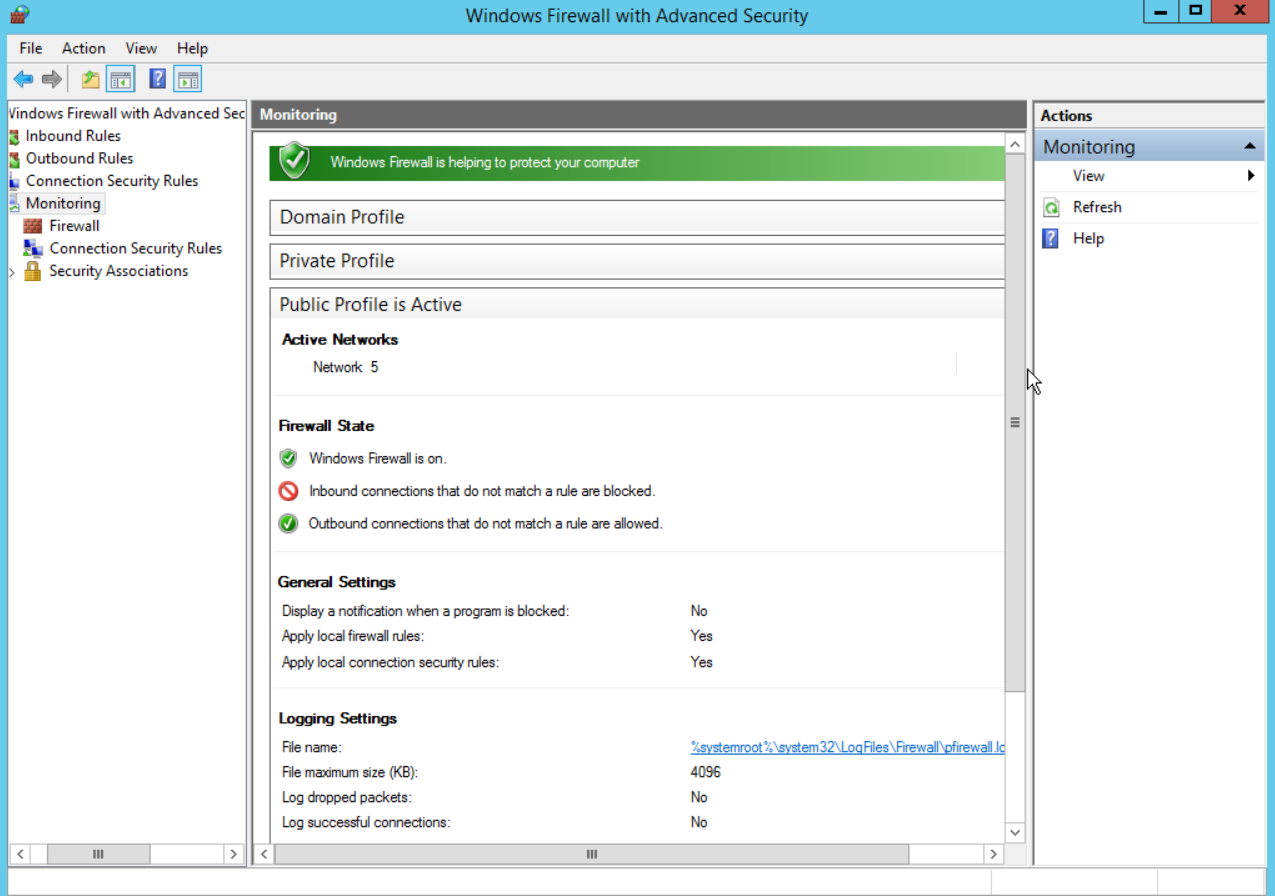 Windows Firewall with Advanced Security
X
File Action View Help
Windows Firewall with Advanced Sec
Inbound Rules
Outbound Rules
Connection Security Rules
Monitoring
Firewall
Connection Security Rules
Security Associations
Monitoring
Windows Firewall is helping to protect your computer
Domain Profile
Private Profile
Public Profile is Active
Active Networks
Network 5
Firewall State
Windows Firewall is on.
Inbound connections that do not match a rule are blocked.
Outbound connections that do not match a rule are allowed.
General Settings
Display a notification when a program is blocked: No
Apply local firewall rules: Yes
Apply local connection security rules: Yes
Logging Settings
File name: %systemroot%\system32\LogFiles\Firewall\pfirewall.lo
File maximum size (KB): 4096
Log dropped packets: No
Log successful connections: No
Actions
Monitoring
View
Refresh
Help